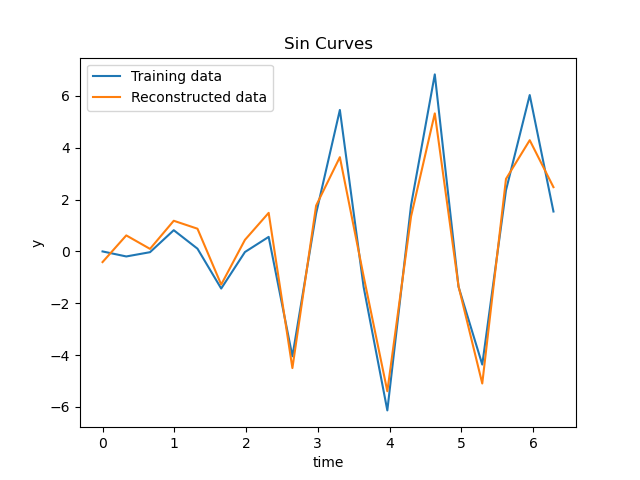 Sin Curves
Training data
Reconstructed data
6
4
2
0
−2
−4
−6
y
0 1 2 3 4 5 6
time